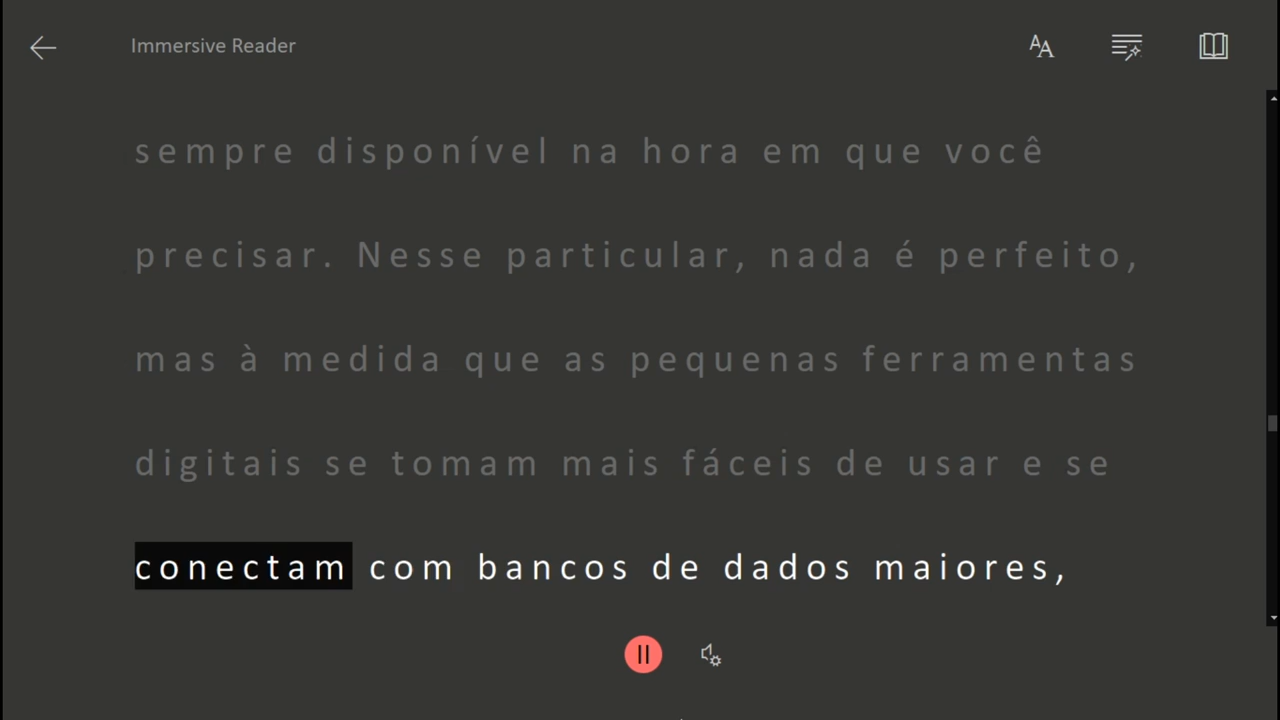 Immersive Reader
sempre disponível na hora em que você
precisar. Nesse particular, nada é perfeito,
mas à medida que as pequenas ferramentas
digitais se tomam mais fáceis de usar e se
conectam com bancos de dados maiores,